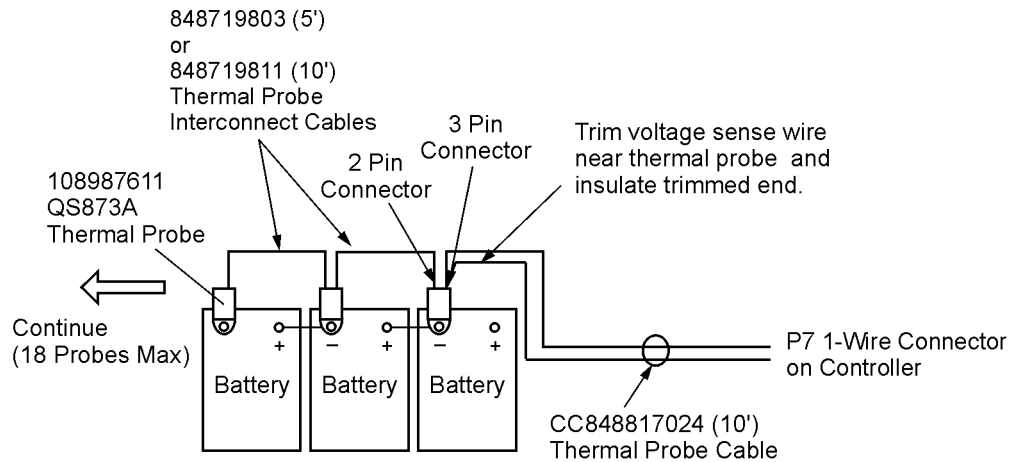 848719803 (5')
or
848719811 (10')
Thermal Probe
Interconnect Cables
3 Pin
Connector
2 Pin
Connector
Trim voltage sense wire
near thermal probe and
insulate trimmed end.
108987611
QS873A
Thermal Probe
Continue
(18 Probes Max)
+
−
+
−
+
Battery
Battery
Battery
P7 1-Wire Connector
on Controller
CC848817024 (10')
Thermal Probe Cable